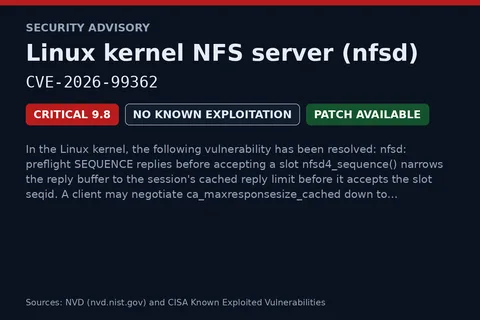 SECURITY ADVISORY
Linux kernel NFS server (nfsd)
CVE-2026-99362
CRITICAL 9.8 NO KNOWN EXPLOITATION PATCH AVAILABLE
In the Linux kernel, the following vulnerability has been resolved: nfsd:
preflight SEQUENCE replies before accepting a slot nfsd4_sequence() narrows
the reply buffer to the session's cached reply limit before it accepts the slot
seqid. A client may negotiate ca_maxresponsesize_cached down to...
Sources: NVD (nvd.nist.gov) and CISA Known Exploited Vulnerabilities